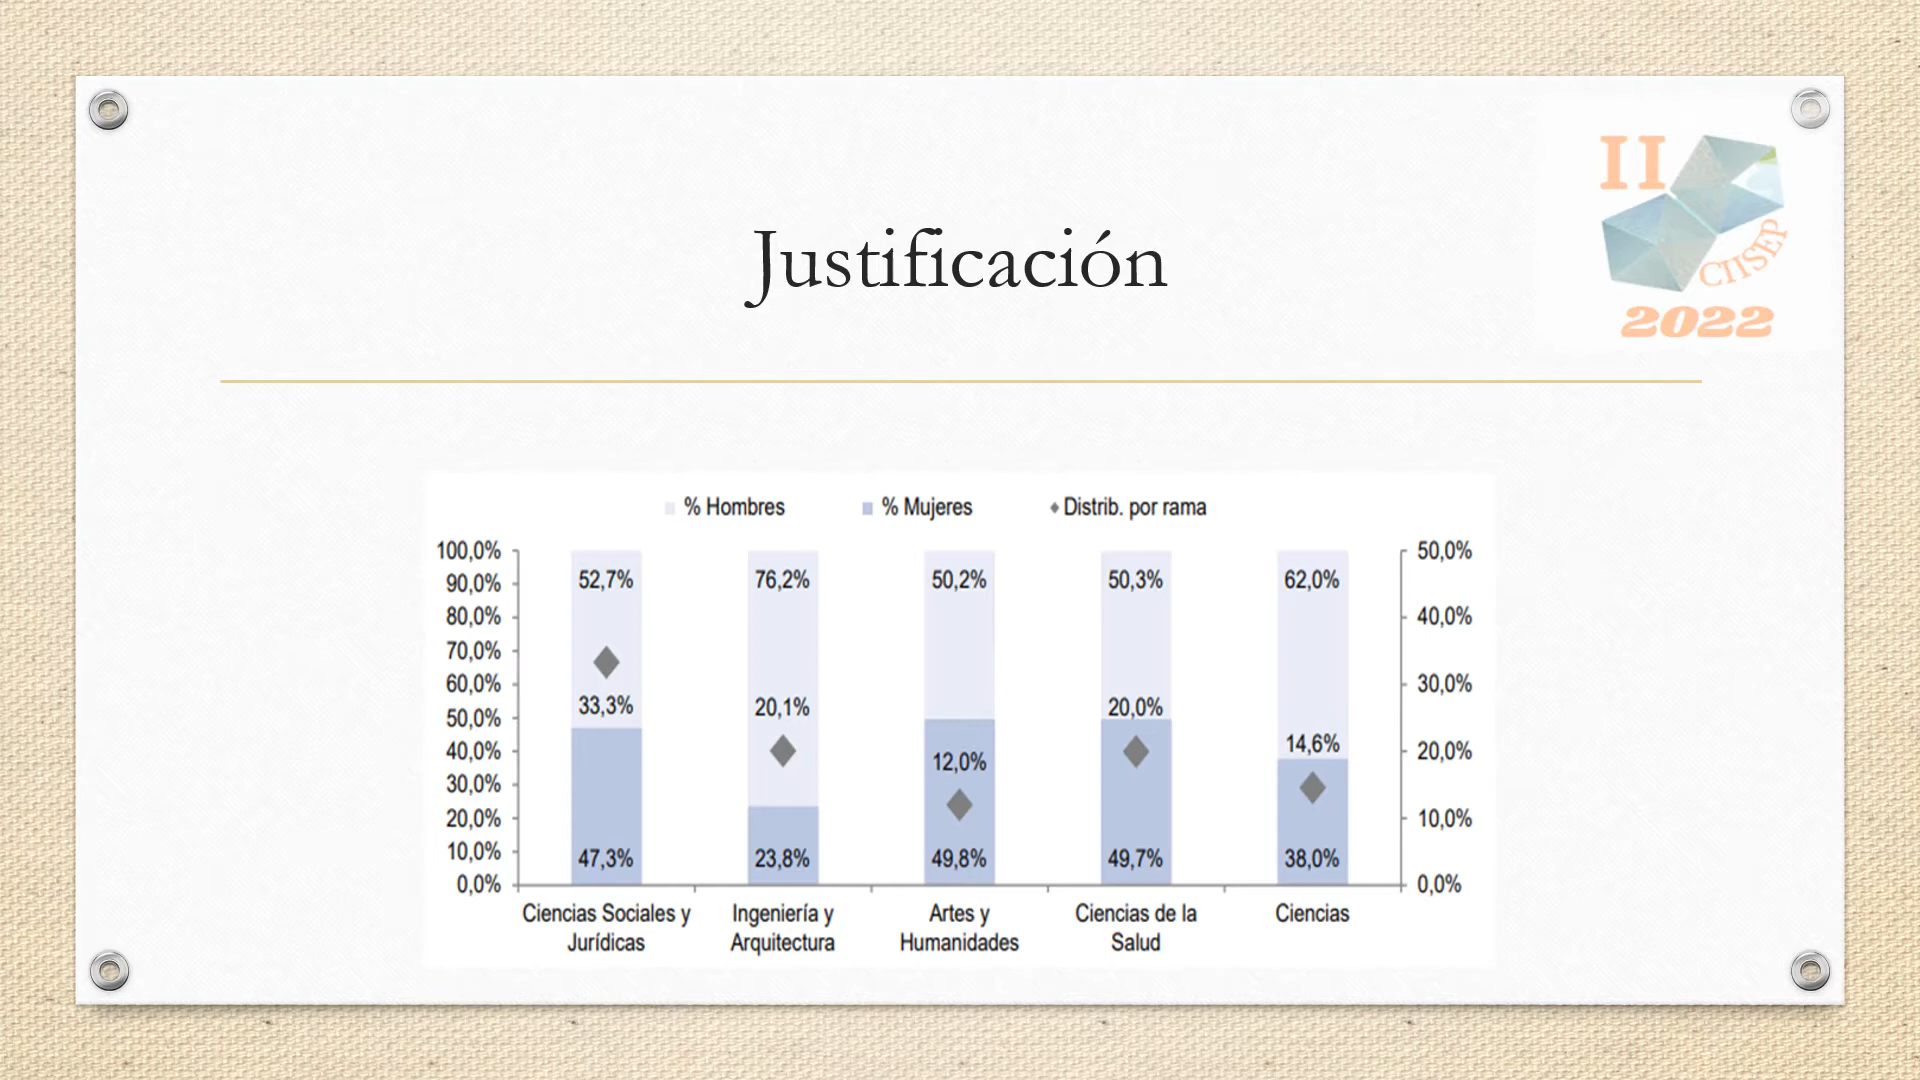 II
CIISEP
2022
Justificación
% Hombres % Mujeres Distrib. por rama
100,0%
90,0%
80,0%
70,0%
60,0%
50,0%
40,0%
30,0%
20,0%
10,0%
0,0%
52,7% 76,2% 50,2% 50,3% 62,0%
33,3% 20,1% 12,0% 20,0% 14,6%
47,3% 23,8% 49,8% 49,7% 38,0%
50,0%
40,0%
30,0%
20,0%
10,0%
0,0%
Ciencias Sociales y
Jurídicas
Ingeniería y
Arquitectura
Artes y
Humanidades
Ciencias de la
Salud
Ciencias